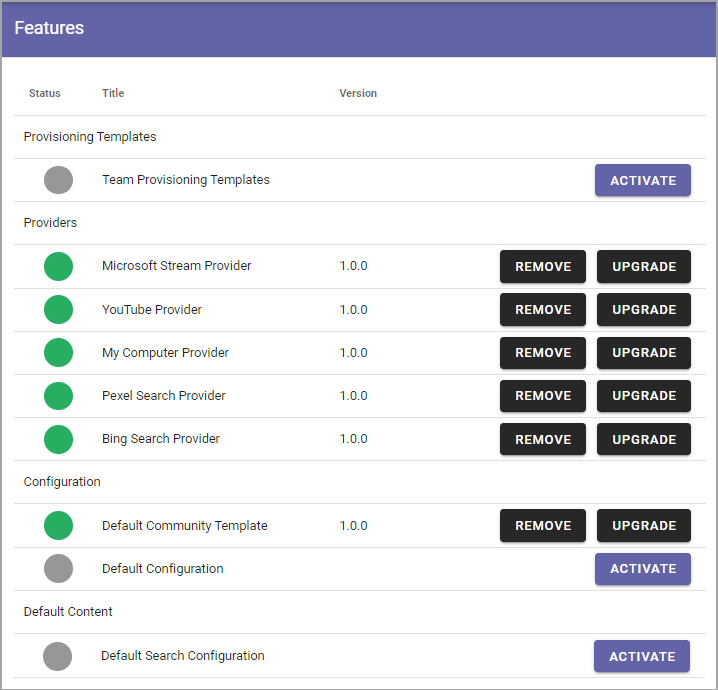 Features
Status Title Version
Provisioning Templates
Team Provisioning Templates ACTIVATE
Providers
Microsoft Stream Provider 1.0.0 REMOVE UPGRADE
YouTube Provider 1.0.0 REMOVE UPGRADE
My Computer Provider 1.0.0 REMOVE UPGRADE
Pexel Search Provider 1.0.0 REMOVE UPGRADE
Bing Search Provider 1.0.0 REMOVE UPGRADE
Configuration
Default Community Template 1.0.0 REMOVE UPGRADE
Default Configuration ACTIVATE
Default Content
Default Search Configuration ACTIVATE